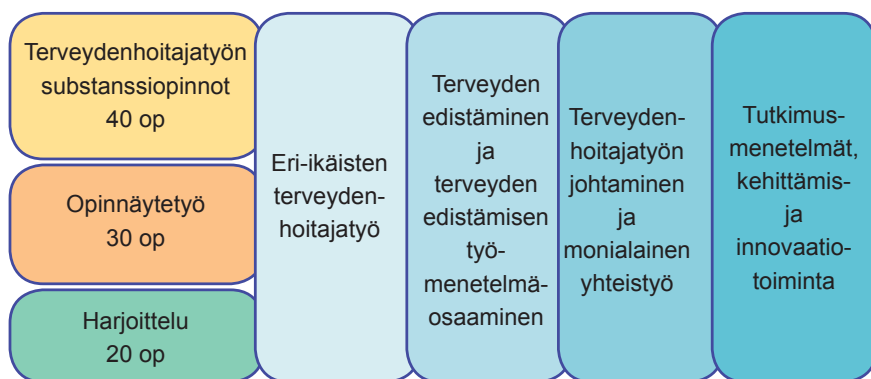 Terveydenhoitajatyön
substanssiopinnot
40 op
Opinnäytetyö
30 op
Harjoittelu
20 op
Eri-ikäisten
terveyden-
hoitajatyö
Terveyden
edistäminen
ja
terveyden
edistämisen
työ-
menetelmä-
osaaminen
Terveyden-
hoitajatyön
johtaminen
ja
monialainen
yhteistyö
Tutkimus-
menetelmät,
kehittämis-
ja
innovaatio-
toiminta